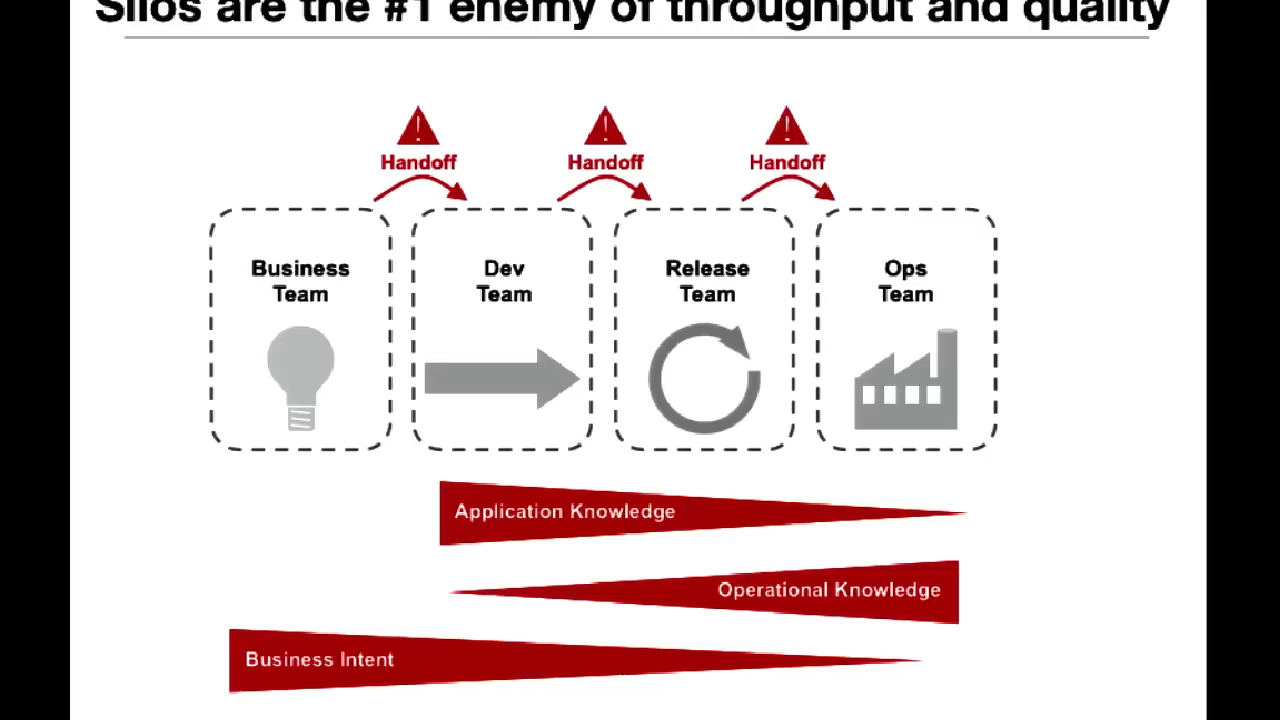 Silos are the #1 enemy of throughput and quality
Handoff
Handoff
Handoff
Business
Team
Dev
Team
Release
Team
Ops
Team
Application Knowledge
Operational Knowledge
Business Intent